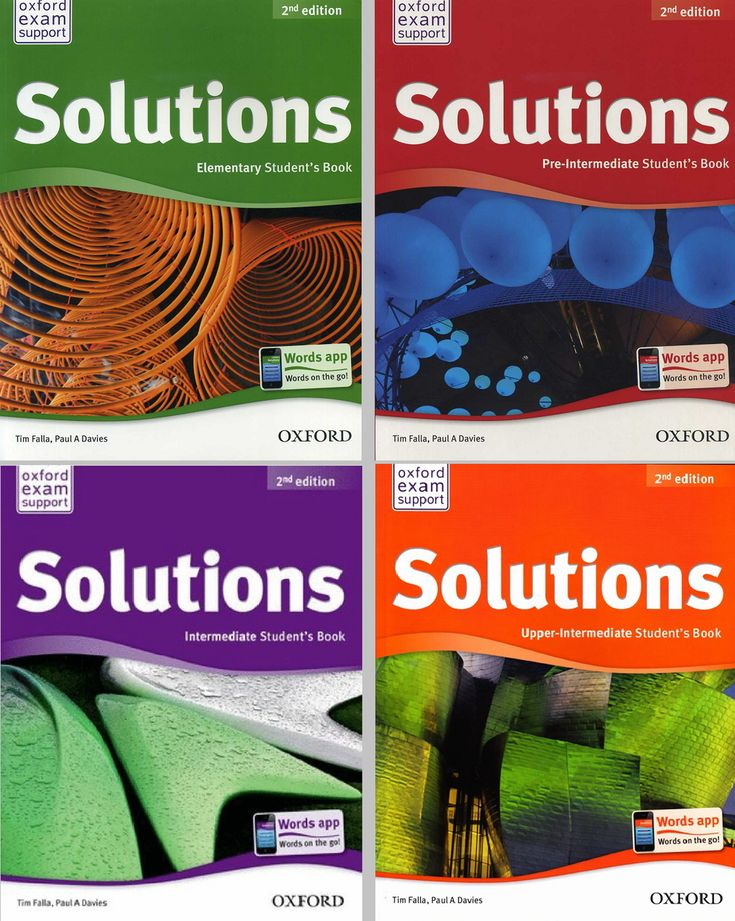 oxford
exam
support
2nd edition
Solutions
Elementary Student's Book
Words app
Words on the go!
Tim Falla, Paul A Davies
OXFORD
oxford
exam
support
2nd edition
Solutions
Pre-Intermediate Student's Book
Words app
Words on the go!
Tim Falla, Paul A Davies
OXFORD
oxford
exam
support
2nd edition
Solutions
Intermediate Student's Book
Words app
Words on the go!
Tim Falla, Paul A Davies
OXFORD
oxford
exam
support
2nd edition
Solutions
Upper-Intermediate Student's Book
Words app
Words on the go!
Tim Falla, Paul A Davies
OXFORD